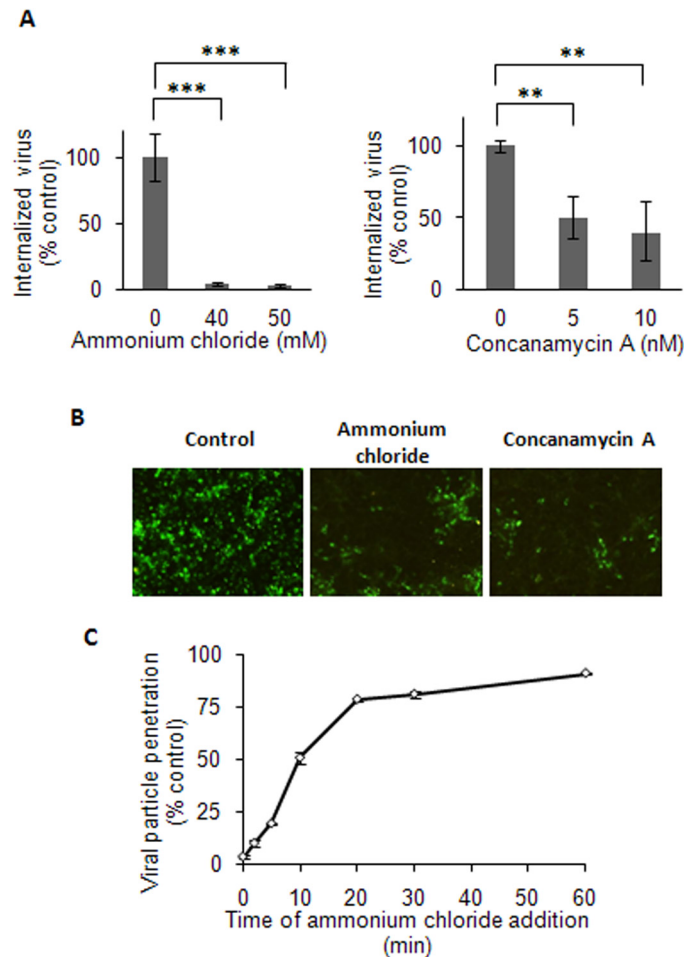 A
***
***
Internalized virus
(% control)
100
50
0
0 40 50
Ammonium chloride (mM)
**
**
Internalized virus
(% conrol)
100
50
0
0 5 10
Concanamycin A (nM)
B
Control
Ammonium
chloride
Concanamycin A
C
Viral particle penetration
(% control)
100
75
50
25
0
0 10 20 30 40 50 60
Time of ammonium chloride addition
(min)